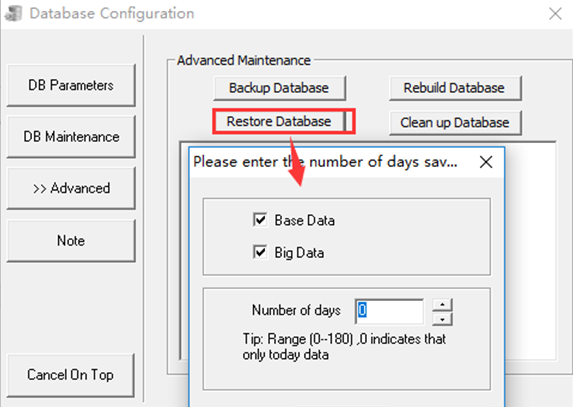 Database Configuration
DB Parameters
DB Maintenance
>> Advanced
Note
Cancel On Top
Advanced Maintenance
Backup Database
Rebuild Database
Restore Database
Clean up Database
Please enter the number of days sav...
Base Data
Big Data
Number of days 0
Tip: Range (0--180) ,0 indicates that
only today data